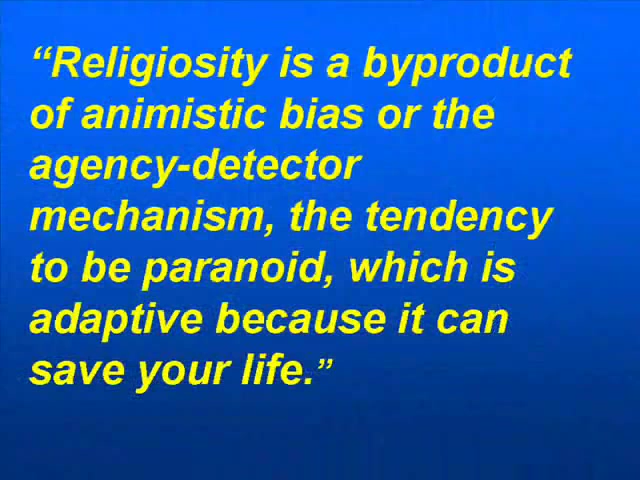 “Religiosity is a byproduct
of animistic bias or the
agency-detector
mechanism, the tendency
to be paranoid, which is
adaptive because it can
save your life.”